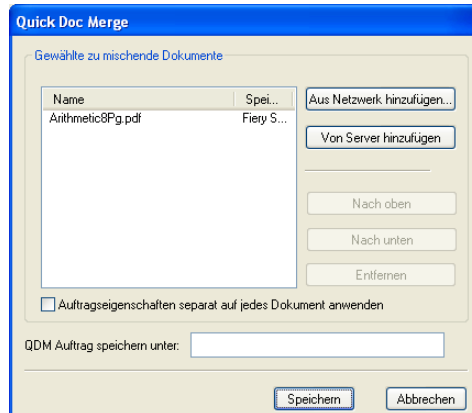 Quick Doc Merge
Gewählte zu mischende Dokumente
Name Spei...
Arithmetic8Pg.pdf Fiery S...
Aus Netzwerk hinzufügen...
Von Server hinzufügen
Nach oben
Nach unten
Entfernen
Auftragseigenschaften separat auf jedes Dokument anwenden
QDM Auftrag speichern unter:
Speichern Abbrechen